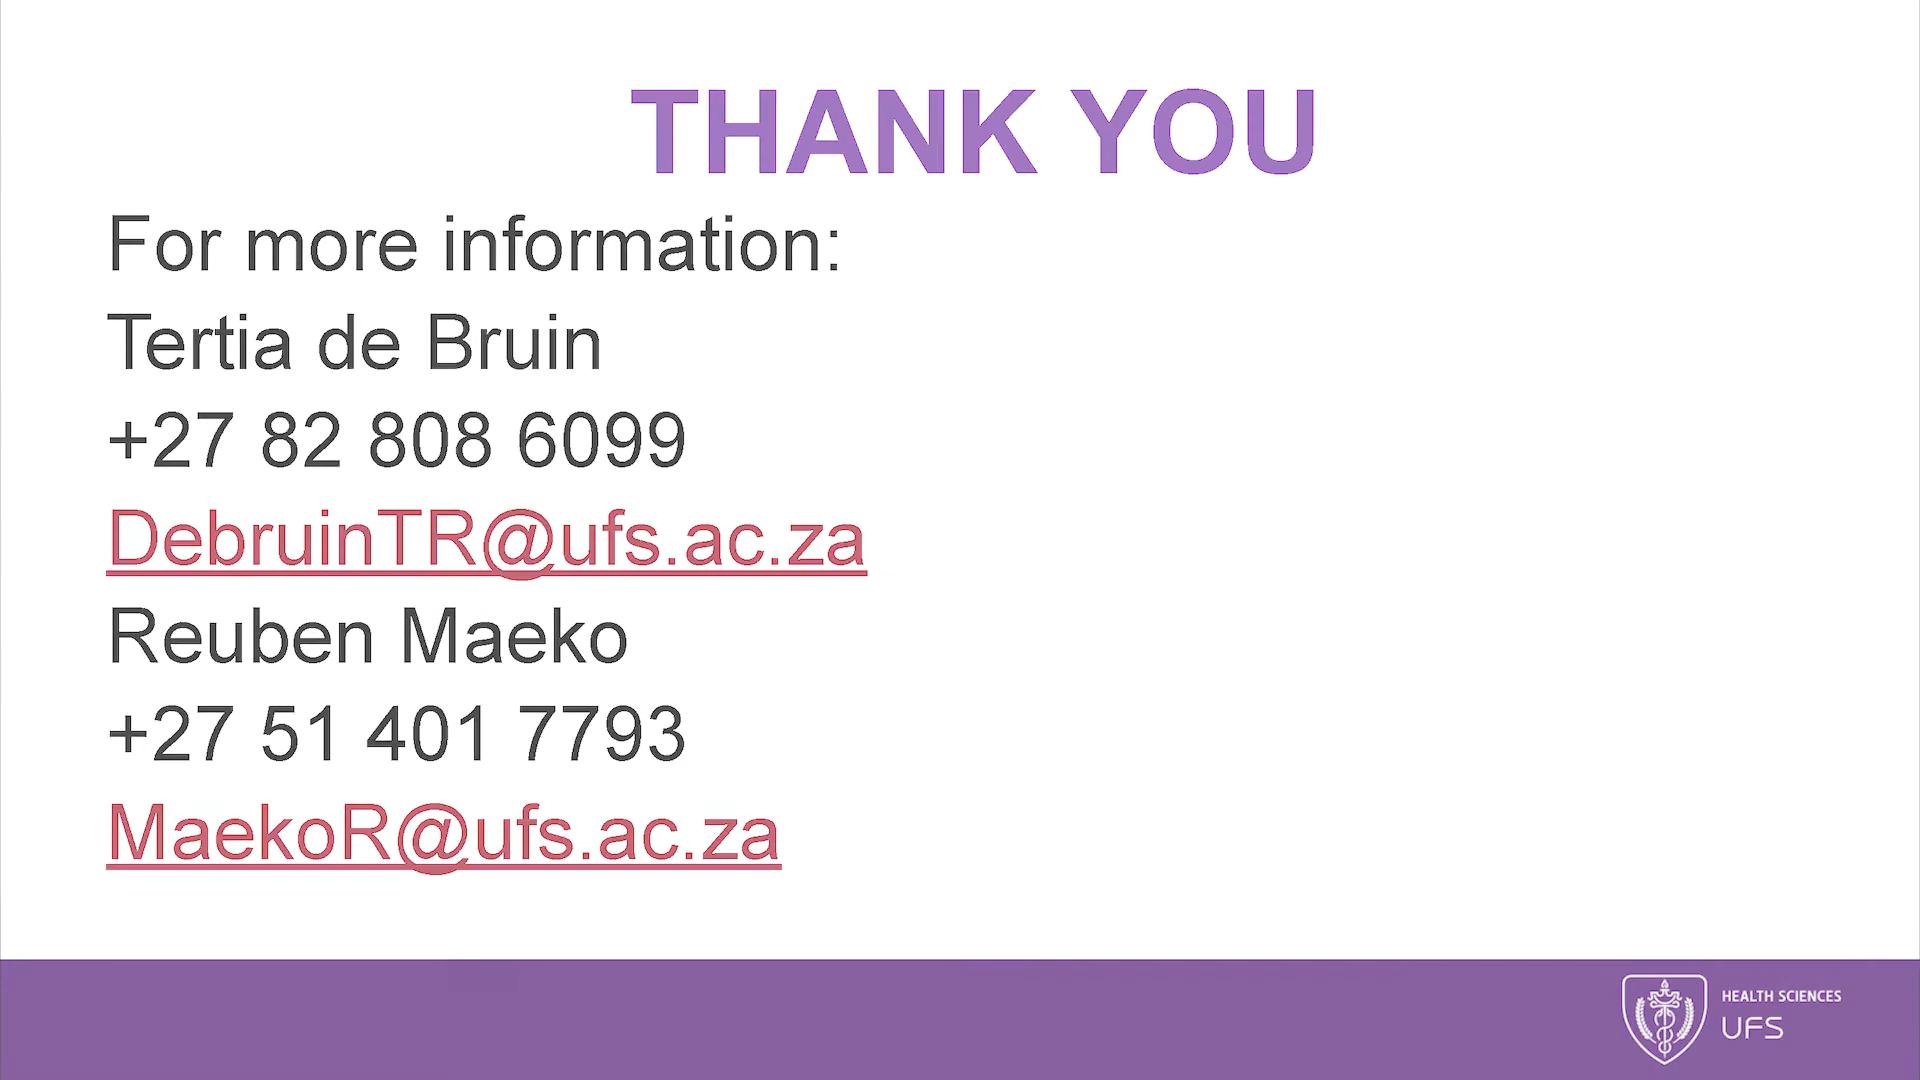 THANK YOU
For more information:
Tertia de Bruin
+27 82 808 6099
DebruinTR@ufs.ac.za
Reuben Maeko
+27 51 401 7793
MaekoR@ufs.ac.za
HEALTH SCIENCES
UFS